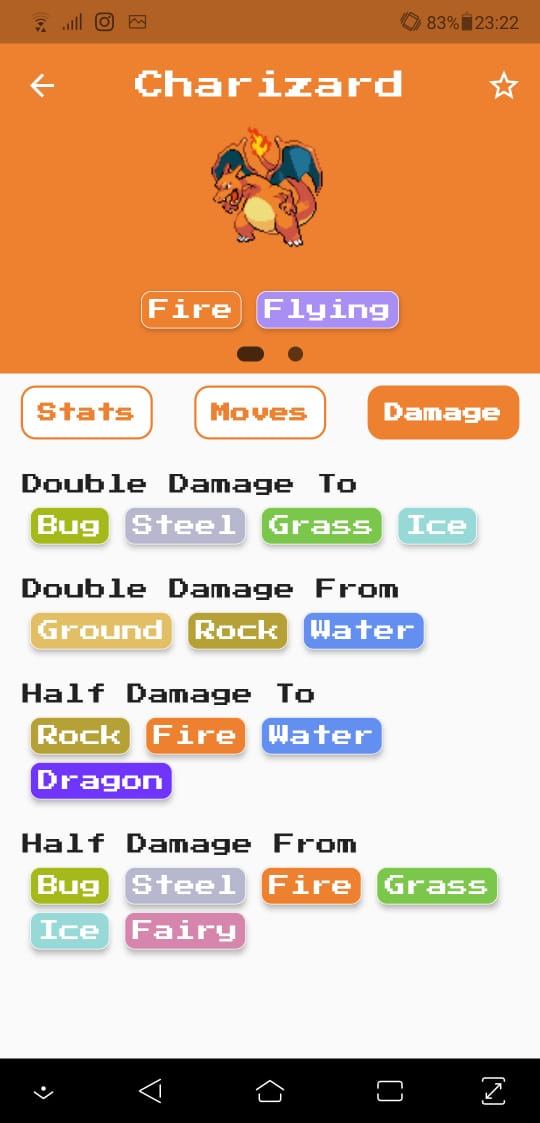 83% 23:22
Charizard
Fire Flying
Stats Moves Damage
Double Damage To
Bug Steel Grass Ice
Double Damage From
Ground Rock Water
Half Damage To
Rock Fire Water
Dragon
Half Damage From
Bug Steel Fire Grass
Ice Fairy